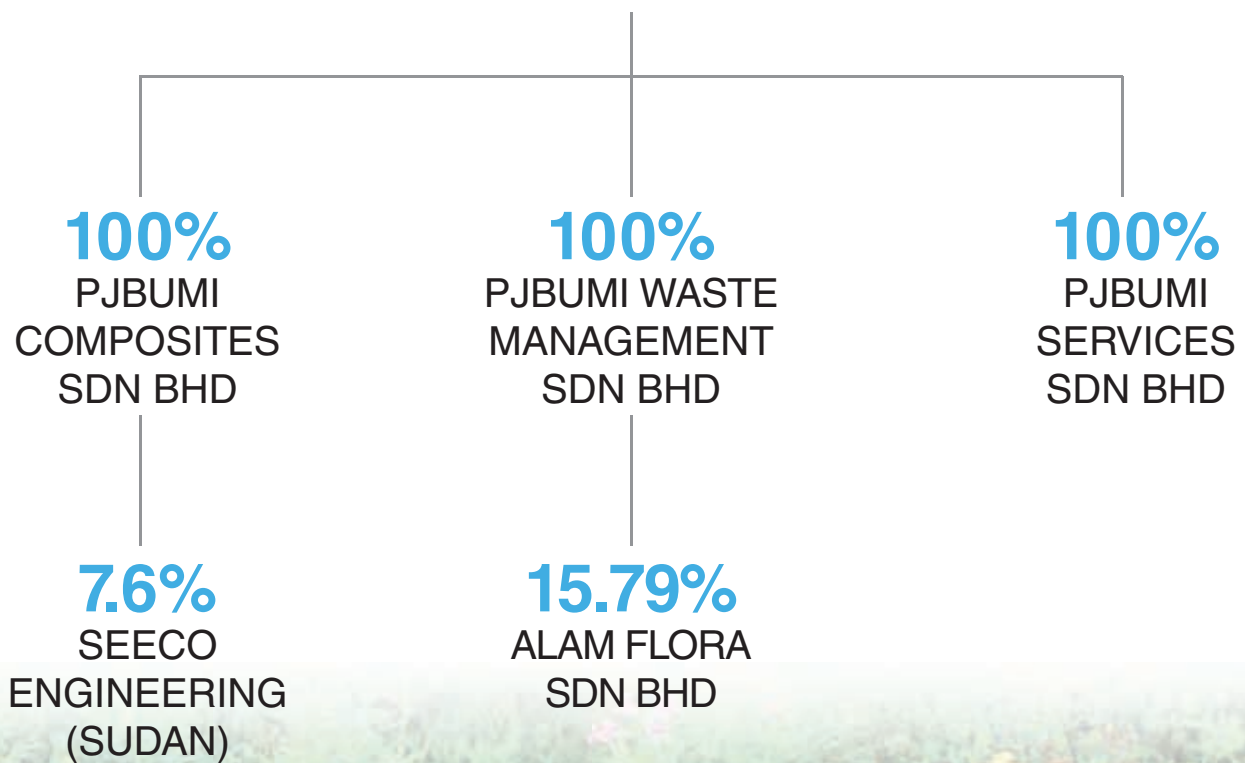 100%
PJBUMI
COMPOSITES
SDN BHD
100%
PJBUMI WASTE
MANAGEMENT
SDN BHD
100%
PJBUMI
SERVICES
SDN BHD
7.6%
SEECO
ENGINEERING
(SUDAN)
15.79%
ALAM FLORA
SDN BHD